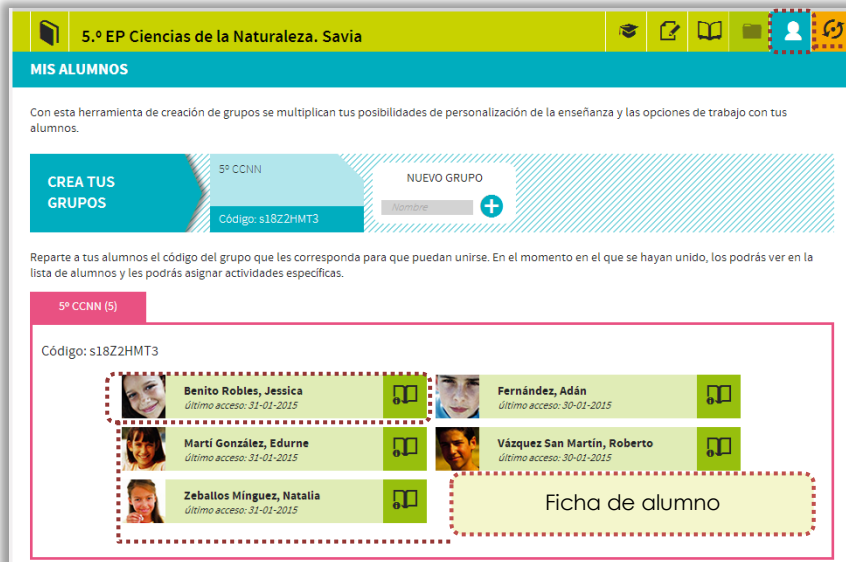 5.º EP Ciencias de la Naturaleza. Savia
MIS ALUMNOS
Con esta herramienta de creación de grupos se multiplican tus posibilidades de personalización de la enseñanza y las opciones de trabajo con tus
alumnos.
CREA TUS
GRUPOS
5º CCNN
Código: s18Z2HMT3
NUEVO GRUPO
Nombre
Reparte a tus alumnos el código del grupo que les corresponda para que puedan unirse. En el momento en el que se hayan unido, los podrás ver en la
lista de alumnos y les podrás asignar actividades específicas.
5º CCNN (5)
Código: s18Z2HMT3
Benito Robles, Jessica
último acceso: 31-01-2015
Fernández, Adán
último acceso: 30-01-2015
Martí González, Edurne
último acceso: 31-01-2015
Vázquez San Martín, Roberto
último acceso: 30-01-2015
Zeballos Mínguez, Natalia
último acceso: 31-01-2015
Ficha de alumno